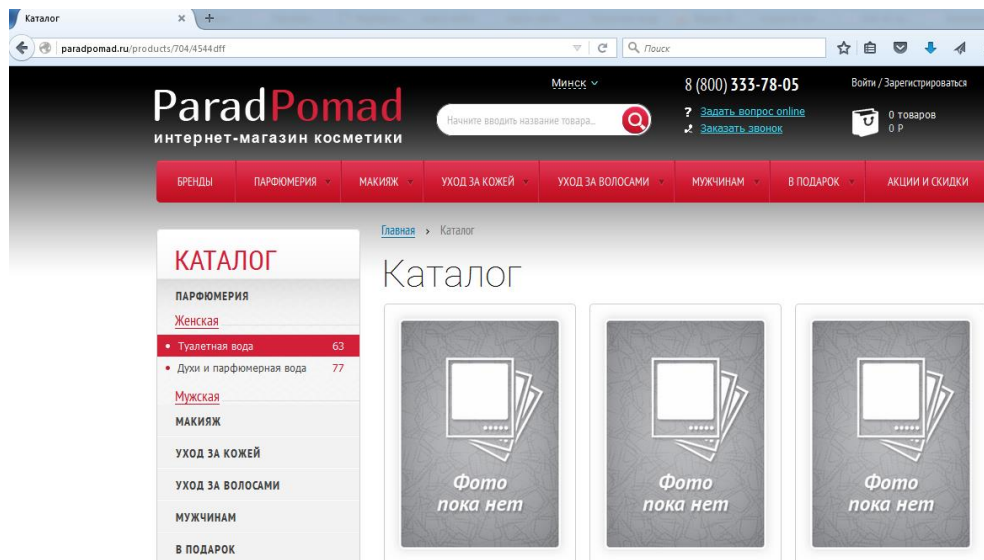 Каталог
paradpomad.ru/products/704/4544dff
Поиск
ParadPomad
интернет-магазин косметики
Минск
Начните вводить название товара...
8 (800) 333-78-05
? Задать вопрос online
Заказать звонок
Войти / Зарегистрироваться
0 товаров
0 Р
БРЕНДЫ ПАРФЮМЕРИЯ МАКИЯЖ УХОД ЗА КОЖЕЙ УХОД ЗА ВОЛОСАМИ МУЖЧИНАМ В ПОДАРОК АКЦИИ И СКИДКИ
Главная › Каталог
КАТАЛОГ
ПАРФЮМЕРИЯ
Женская
• Туалетная вода 63
• Духи и парфюмерная вода 77
Мужская
МАКИЯЖ
УХОД ЗА КОЖЕЙ
УХОД ЗА ВОЛОСАМИ
МУЖЧИНАМ
В ПОДАРОК
Каталог
Фото
пока нет
Фото
пока нет
Фото
пока нет